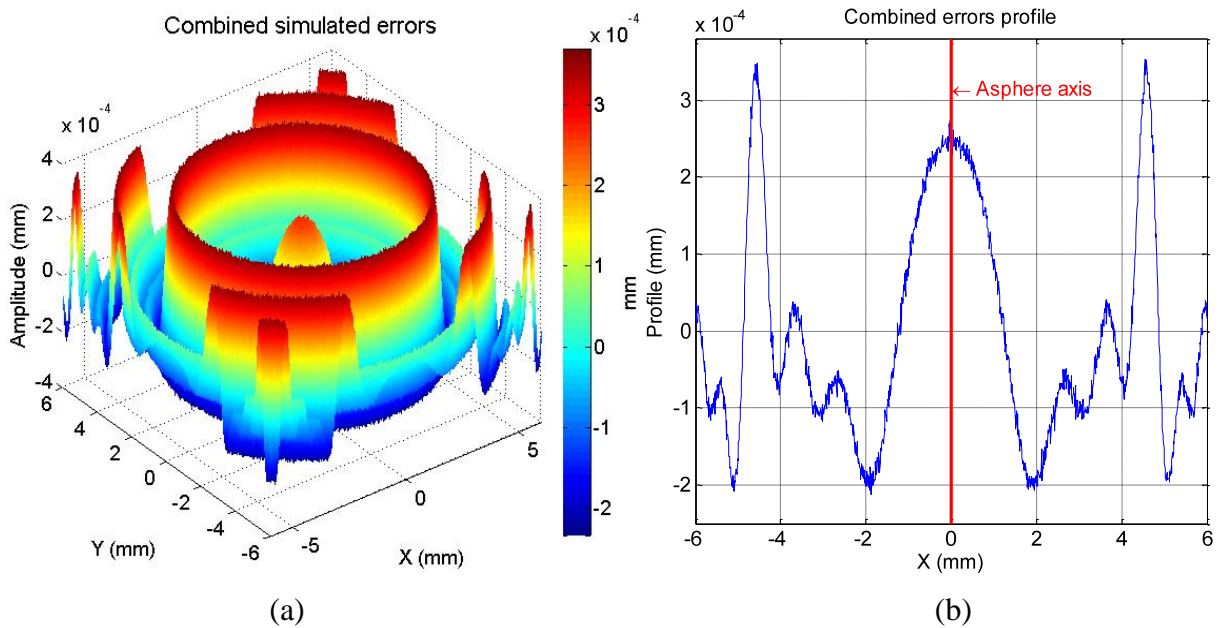 Combined simulated errors
x 10⁻⁴
x 10⁻⁴
4
2
0
-2
-4
Amplitude (mm)
6
4
2
0
-2
-4
-6
Y (mm)
-5
0
5
X (mm)
3
2
1
0
-1
-2
mm
(a)
Combined errors profile
x 10⁻⁴
← Asphere axis
3
2
1
0
-1
-2
Profile (mm)
-6
-4
-2
0
2
4
6
X (mm)
(b)